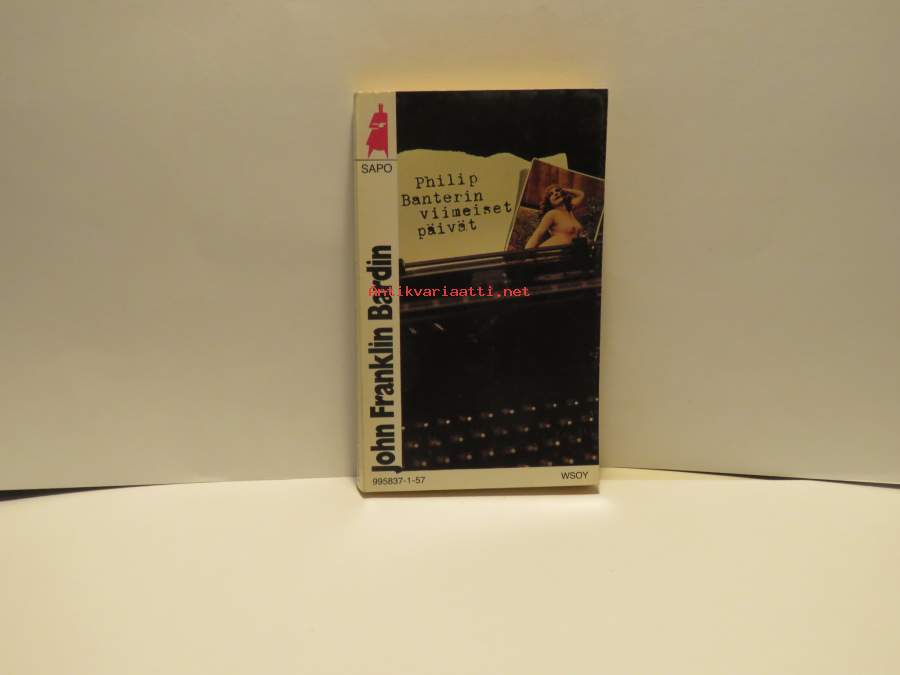 SAPO
Philip
Banterin
viimeiset
päivät
Antikvariaatti.net
John Franklin Bardin
995837-1-57
WSOY